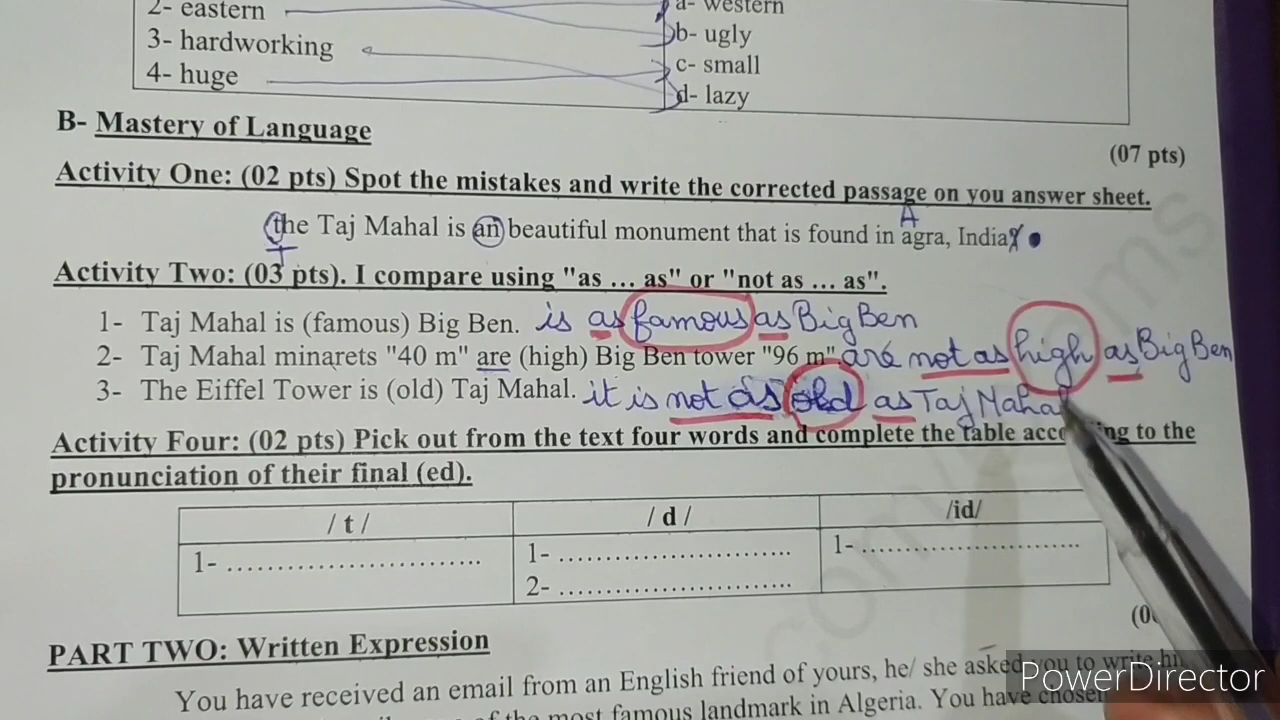 2- eastern a- western
3- hardworking b- ugly
4- huge c- small
d- lazy
B- Mastery of Language
(07 pts)
Activity One: (02 pts) Spot the mistakes and write the corrected passage on you answer sheet.
A
the Taj Mahal is an beautiful monument that is found in agra, India
T
Activity Two: (03 pts). I compare using "as ... as" or "not as ... as".
1- Taj Mahal is (famous) Big Ben. is as famous as Big Ben
2- Taj Mahal minarets "40 m" are (high) Big Ben tower "96 m". are not as high as Big Ben
3- The Eiffel Tower is (old) Taj Mahal. it is not as old as Taj Mahal
Activity Four: (02 pts) Pick out from the text four words and complete the table to the
pronunciation of their final (ed).
/ t / / d / /id/
1- ............................. 1- ........................... 1- ...........................
2- ...........................
PART TWO: Written Expression
You have received an email from an English friend of yours, he/ she asked you to write
of the most famous landmark in Algeria. You have chosen
PowerDirector